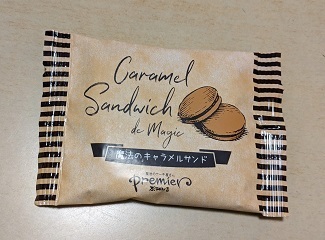 Caramel
Sandwich
de Magic
魔法のキャラメルサンド
premier